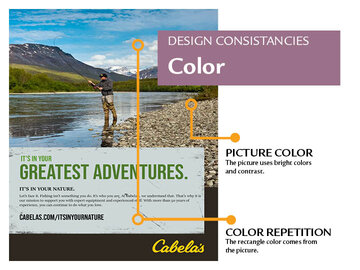 DESIGN CONSISTANCIES
Color
IT'S IN YOUR
GREATEST ADVENTURES.
IT'S IN YOUR NATURE.
Let's face it. Fishing isn't something you do. It's who you are. At Cabela's, we understand that. That's why it is
our mission to support you with expert equipment and experienced staff. With more than 50 years of
experience, you can continue to do what you love.
CABELAS.COM/ITSINYOURNATURE
Cabela's
PICTURE COLOR
The picture uses bright colors
and contrast.
COLOR REPETITION
The recrangle color comes from
the picture.